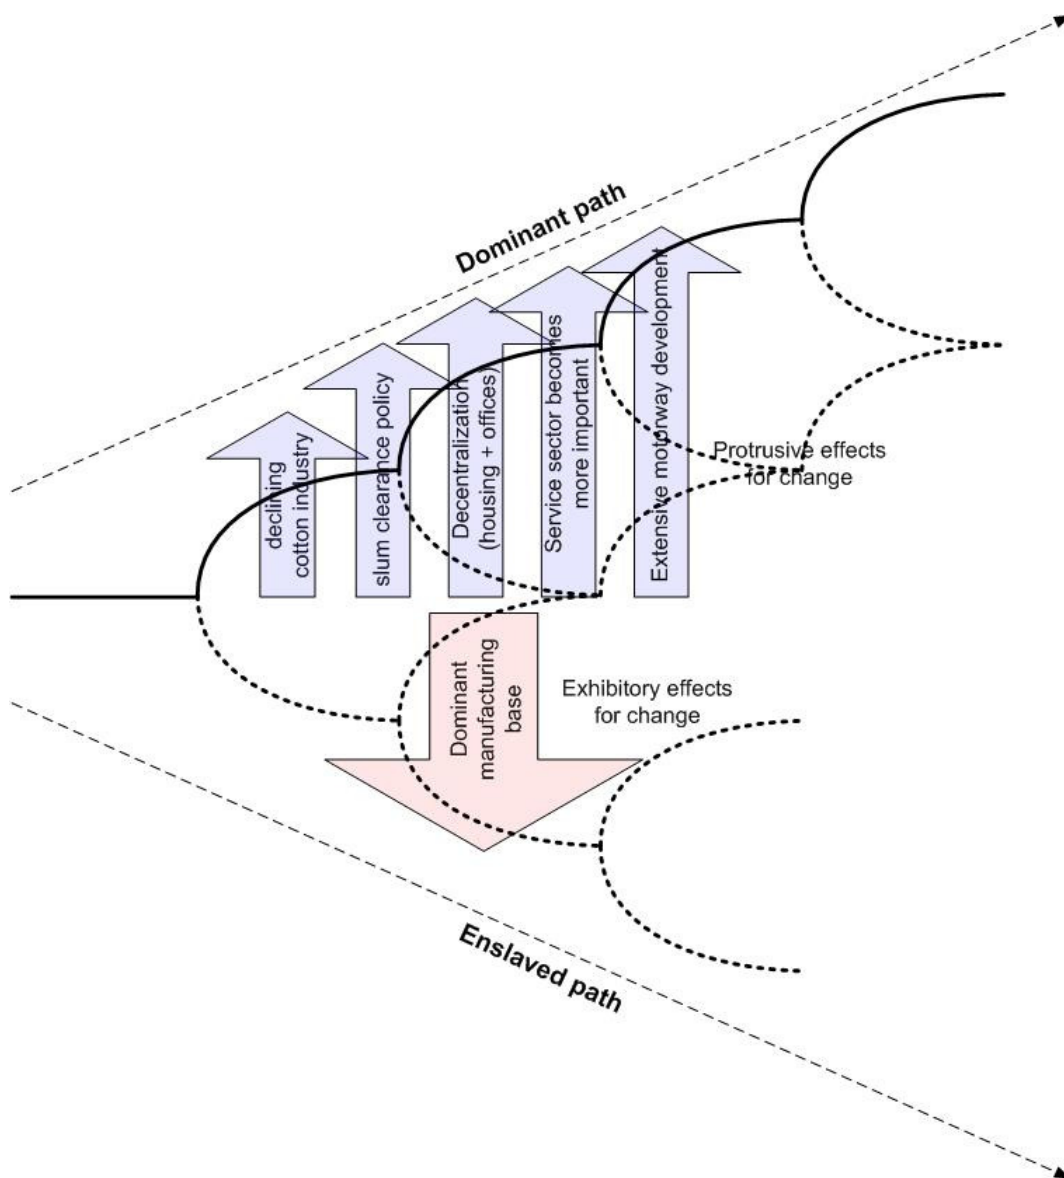 Dominant path
declining
cotton industry
slum clearance policy
Decentralization
(housing + offices)
Service sector becomes
more important
Extensive motorway development
Protrusive effects
for change
Dominant
manufacturing
base
Exhibitory effects
for change
Enslaved path